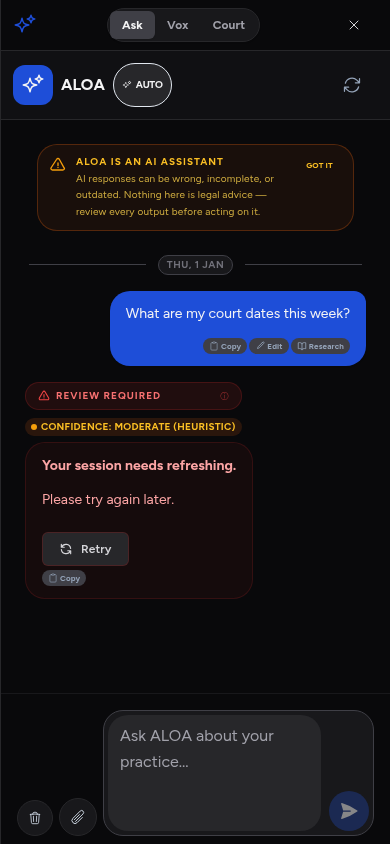 Ask
Vox
Court
ALOA
AUTO
ALOA IS AN AI ASSISTANT
GOT IT
AI responses can be wrong, incomplete, or
outdated. Nothing here is legal advice —
review every output before acting on it.
THU, 1 JAN
What are my court dates this week?
Copy
Edit
Research
REVIEW REQUIRED
CONFIDENCE: MODERATE (HEURISTIC)
Your session needs refreshing.
Please try again later.
Retry
Copy
Ask ALOA about your
practice...